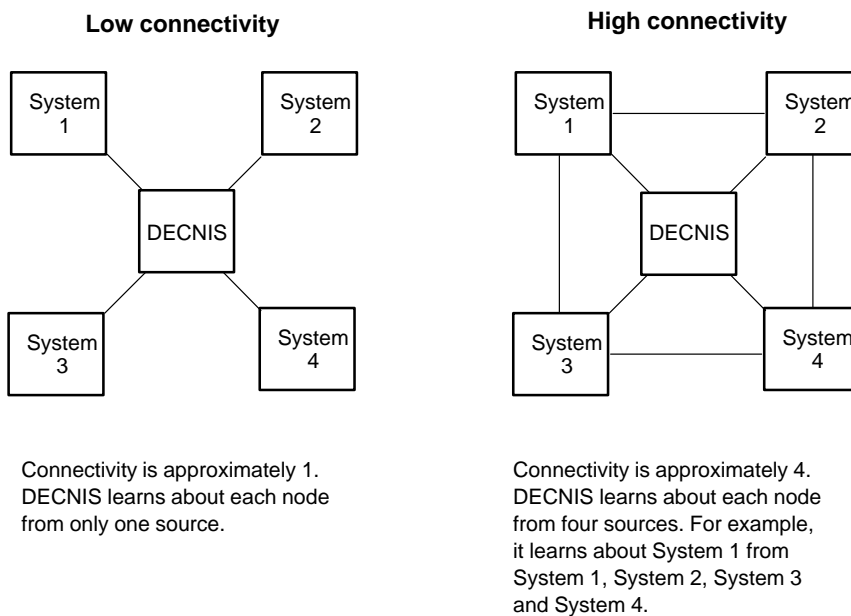 Low connectivity
System
1
System
2
DECNIS
System
3
System
4
Connectivity is approximately 1.
DECNIS learns about each node
from only one source.
High connectivity
System
1
System
2
DECNIS
System
3
System
4
Connectivity is approximately 4.
DECNIS learns about each node
from four sources. For example,
it learns about System 1 from
System 1, System 2, System 3
and System 4.